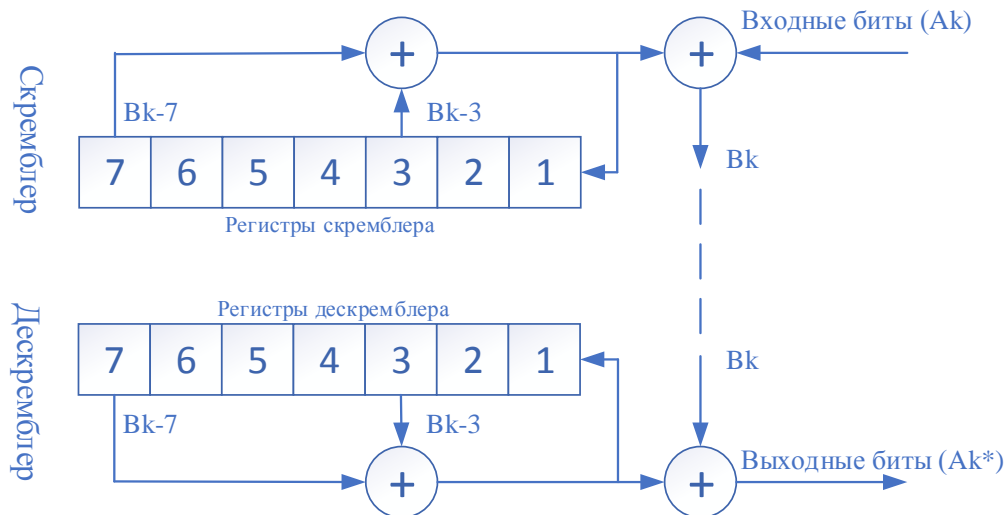 Скремблер
+
+
Входные биты (Ak)
Bk-7
Bk-3
Bk
7 6 5 4 3 2 1
Регистры скремблера
Дескремблер
Регистры дескремблера
7 6 5 4 3 2 1
Bk
Bk-7
Bk-3
+
+
Выходные биты (Ak*)